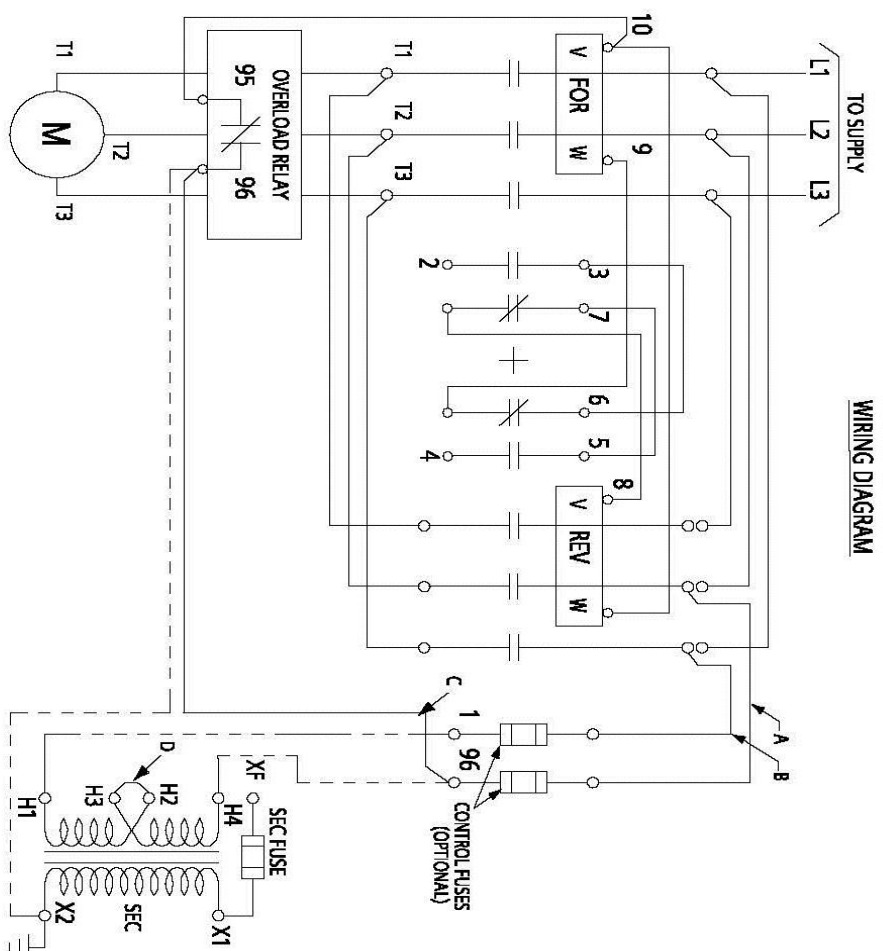 WIRING DIAGRAM
TO SUPPLY
L1
L2
L3
10
9
V FOR W
T1
T2
T3
OVERLOAD RELAY
95
96
T1
T2
T3
M
2
3
7
6
5
4
8
V REV W
A
B
C
1
96
CONTROL FUSES
(OPTIONAL)
D
XF
SEC FUSE
H1
H3
H2
H4
X2
SEC
X1